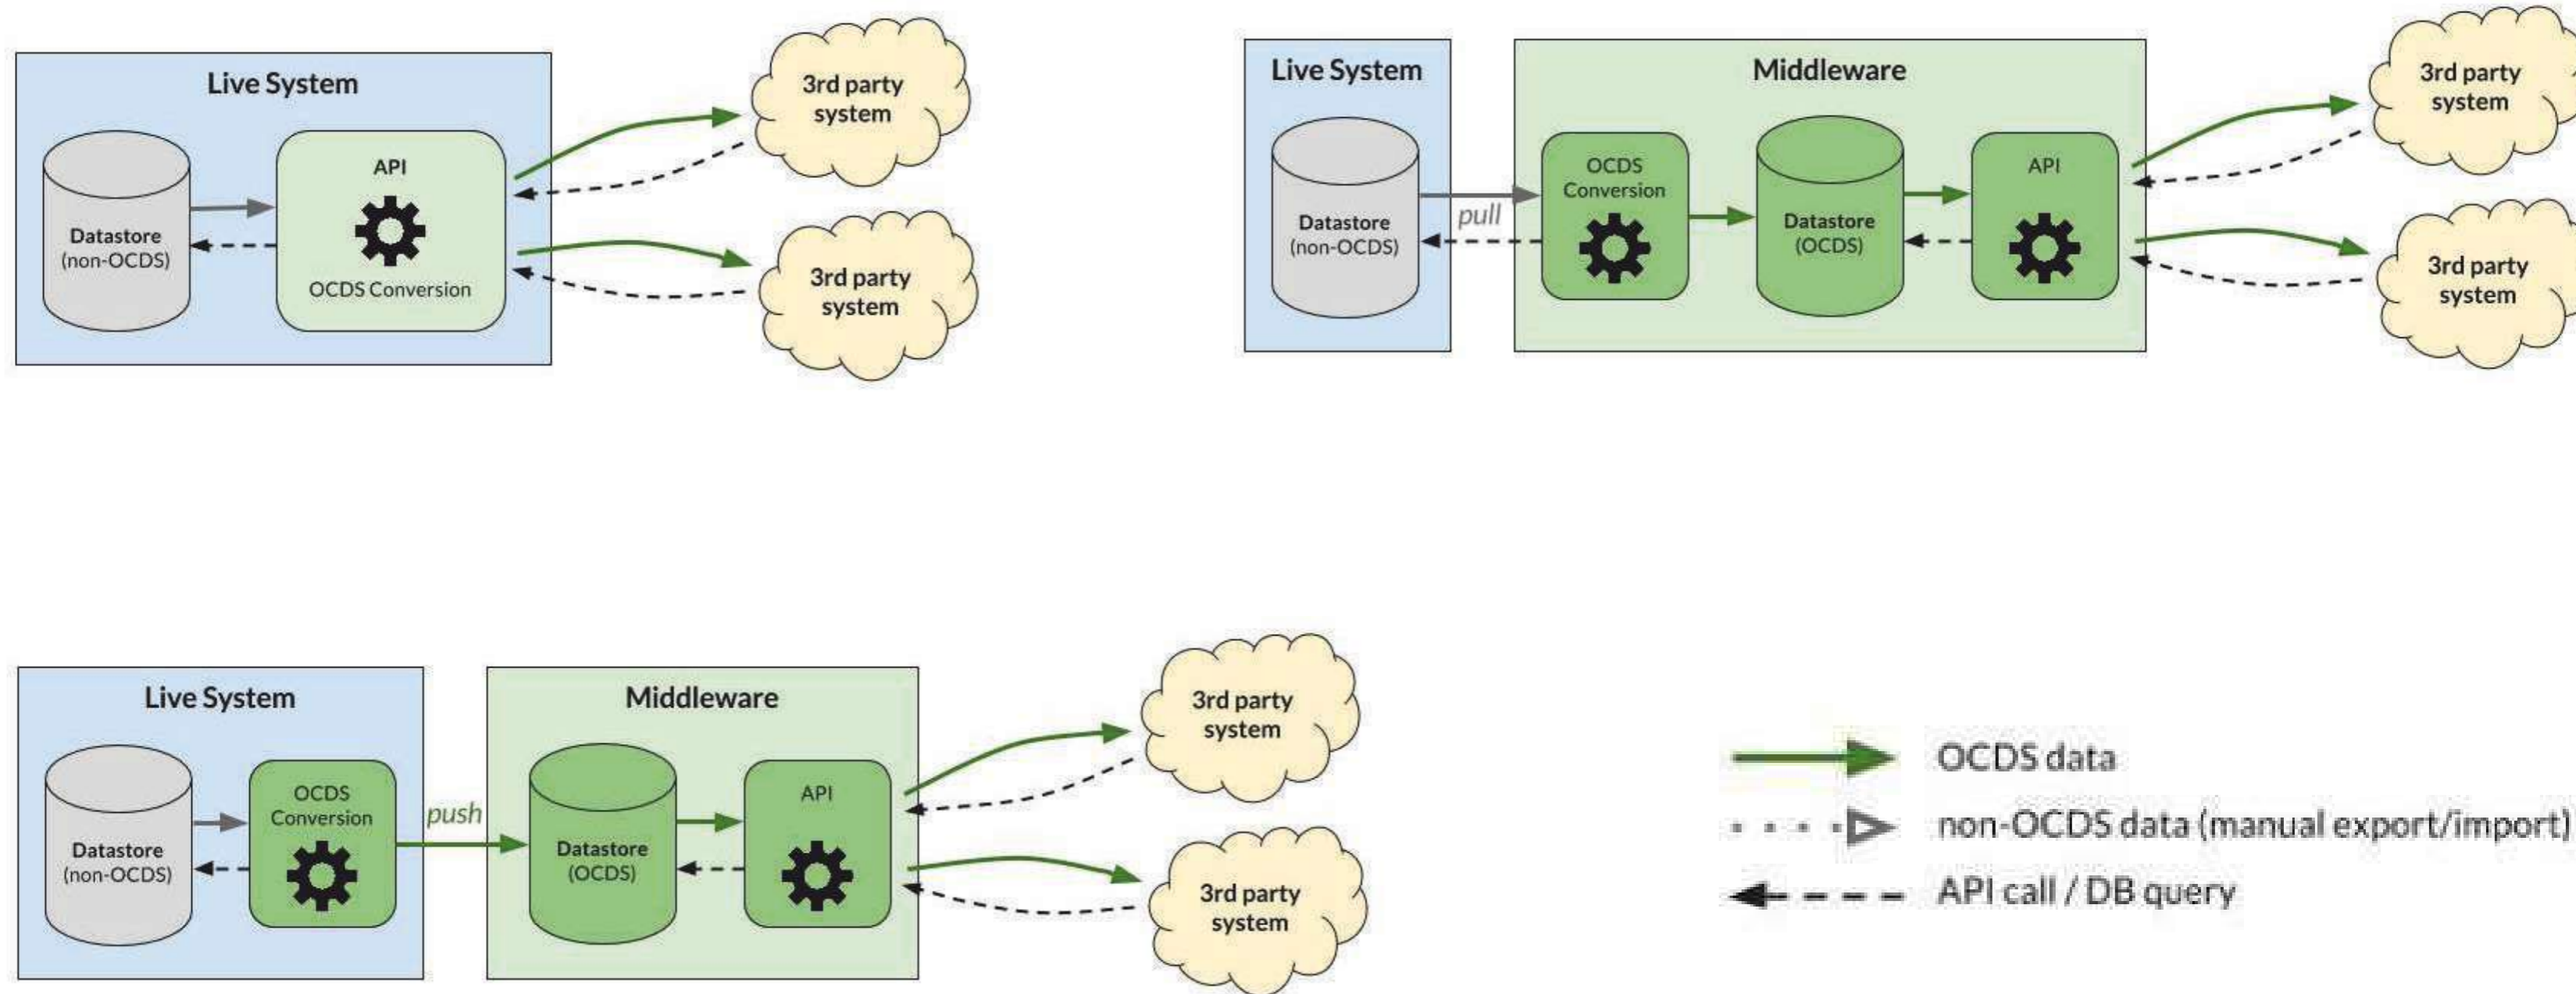 Live System
Datastore
(non-OCDS)
API
OCDS Conversion
3rd party
system
3rd party
system
Live System
Datastore
(non-OCDS)
pull
Middleware
OCDS
Conversion
Datastore
(OCDS)
API
3rd party
system
3rd party
system
Live System
Datastore
(non-OCDS)
OCDS
Conversion
push
Middleware
Datastore
(OCDS)
API
3rd party
system
3rd party
system
OCDS data
non-OCDS data (manual export/import)
API call / DB query